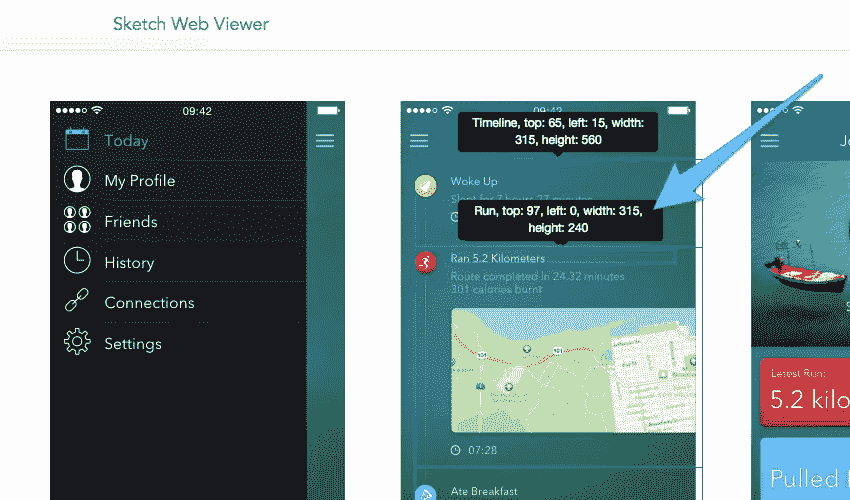 Sketch Web Viewer
09:42
Today
My Profile
Friends
History
Connections
Settings
09:42
Timeline, top: 65, left: 15, width:
315, height: 560
Woke Up
Slept for 7 hours 27 minutes
Run, top: 97, left: 0, width: 315,
height: 240
Ran 5.2 Kilometers
Route completed in 24.32 minutes
301 calories burnt
101
101
07:28
Ate Breakfast
Jo
Latest Run:
5.2 kilo
Pulled